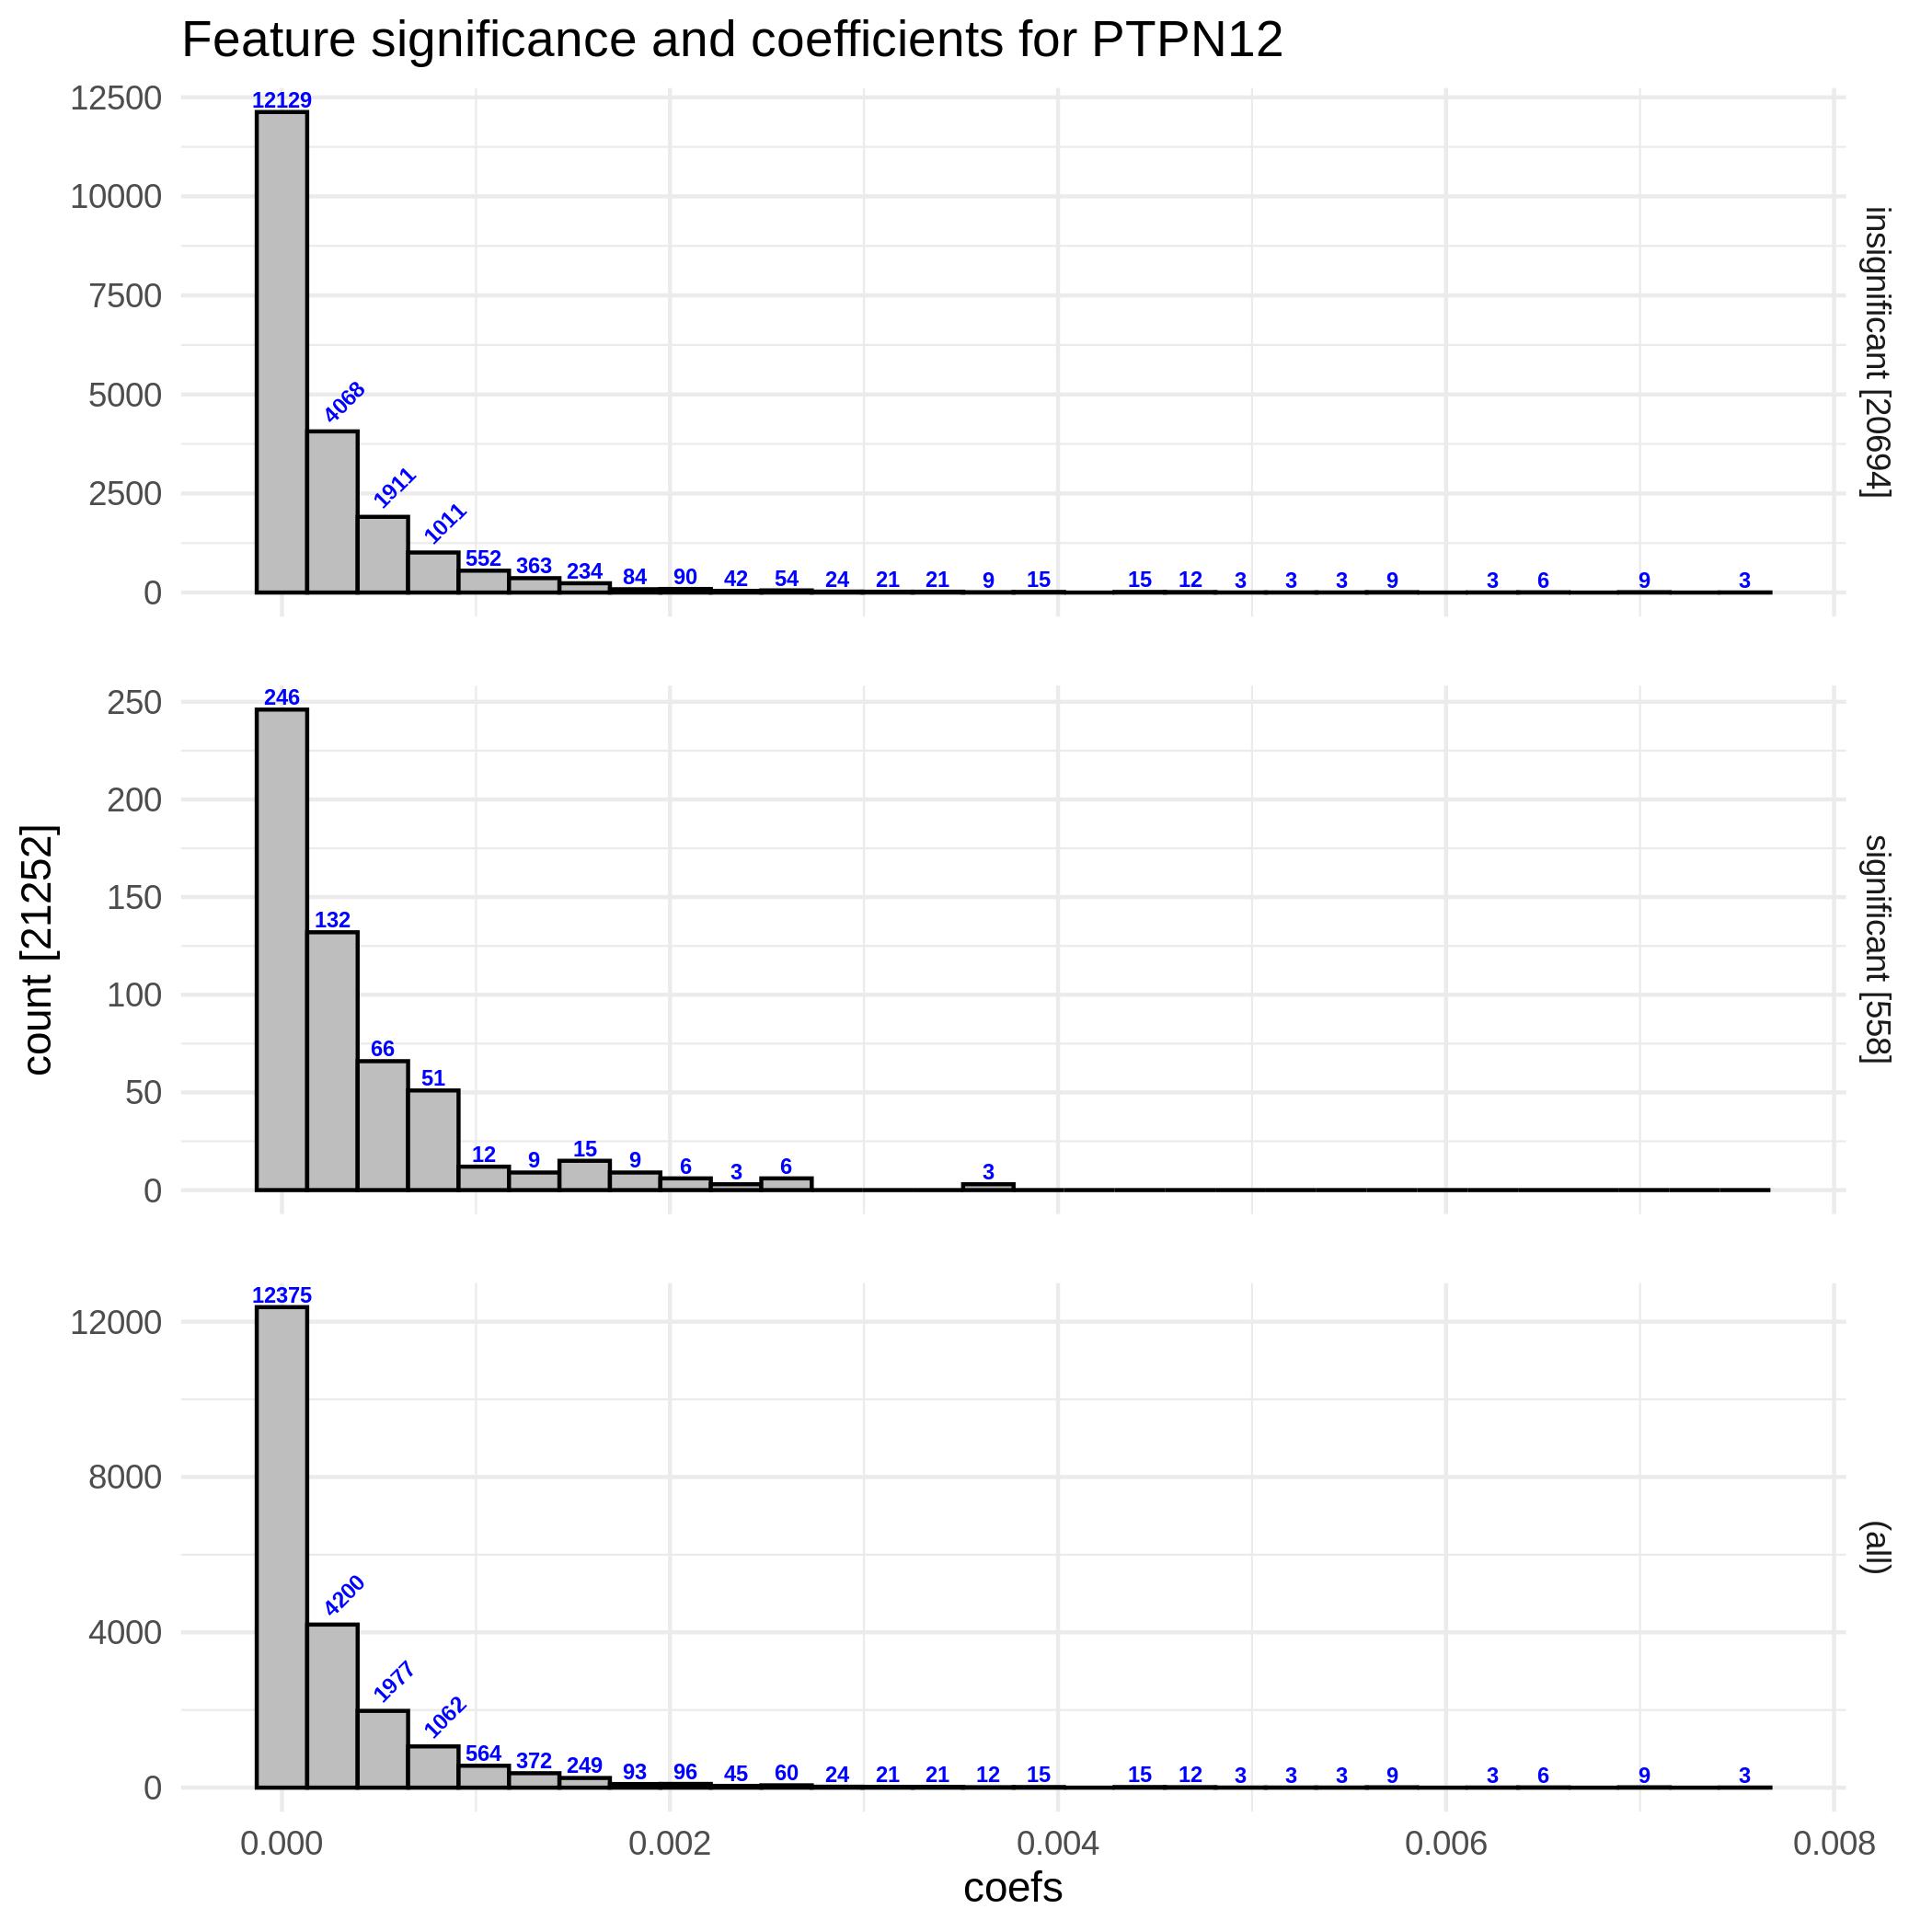 Feature significance and coefficients for PTPN12
12500
10000
7500
5000
2500
0
12129
4068
1911
1011
552 363 234 84 90 42 54 24 21 21 9 15 15 12 3 3 3 9 3 6 9 3
insignificant [20694]
250
200
150
100
50
0
246
132
66
51
12 9 15 9 6 3 6 3
significant [558]
count [21252]
12000
8000
4000
0
12375
4200
1977
1062
564 372 249 93 96 45 60 24 21 21 12 15 15 12 3 3 3 9 3 6 9 3
(all)
0.000 0.002 0.004 0.006 0.008
coefs